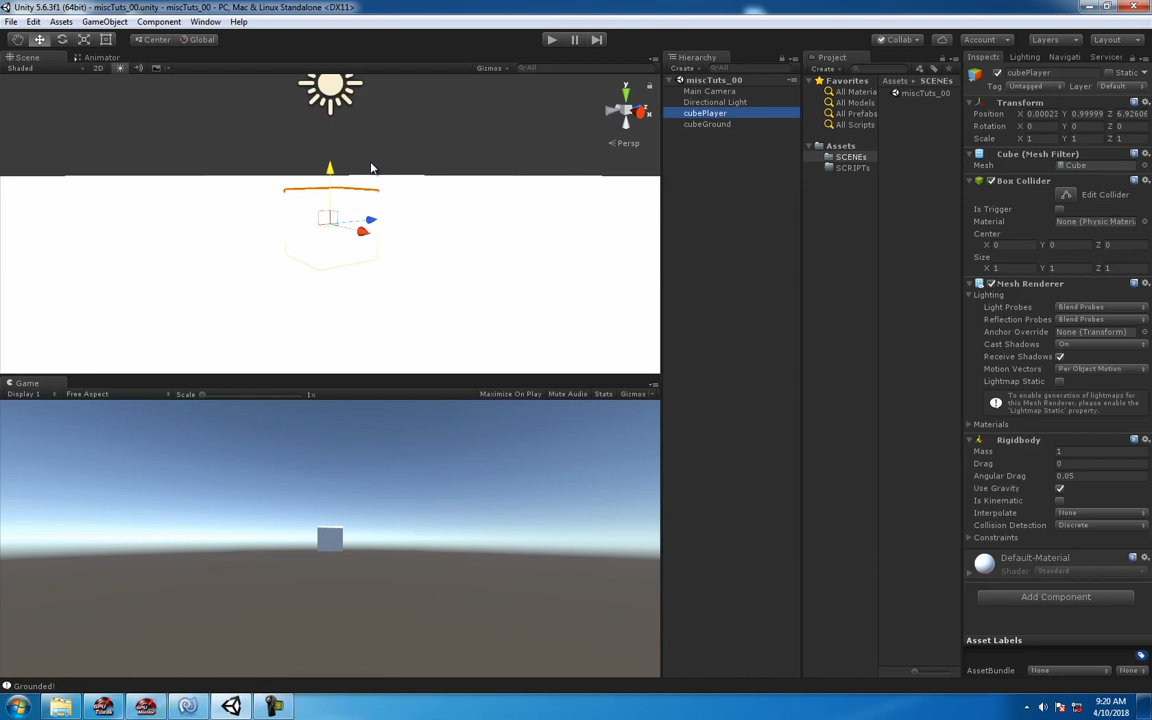 Unity 5.6.3f1 (64bit) - miscTuts_00.unity - miscTuts_00 - PC, Mac & Linux Standalone <DX11>
File Edit Assets GameObject Component Window Help
Center Global Collab Account Layers Layout
Scene Animator
Shaded 2D Gizmos All
Y
X
Persp
Game
Display 1 Free Aspect Scale 1x Maximize On Play Mute Audio Stats Gizmos
Grounded!
Hierarchy
Create All
miscTuts_00
Main Camera
Directional Light
cubePlayer
cubeGround
Project
Create
Favorites
All Materia
All Models
All Prefabs
All Scripts
Assets
SCENEs
SCRIPTs
Assets SCENEs
miscTuts_00
Inspect Lighting Navigati Services
cubePlayer Static
Tag Untagged Layer Default
Transform
Position X 0.00023 Y 0.99999 Z 6.92606
Rotation X 0 Y 0 Z 0
Scale X 1 Y 1 Z 1
Cube (Mesh Filter)
Mesh Cube
Box Collider
Edit Collider
Is Trigger
Material None (Physic Materi
Center
X 0 Y 0 Z 0
Size
X 1 Y 1 Z 1
Mesh Renderer
Lighting
Light Probes Blend Probes
Reflection Probes Blend Probes
Anchor Override None (Transform)
Cast Shadows On
Receive Shadows
Motion Vectors Per Object Motion
Lightmap Static
To enable generation of lightmaps for
this Mesh Renderer, please enable the
'Lightmap Static' property.
Materials
Rigidbody
Mass 1
Drag 0
Angular Drag 0.05
Use Gravity
Is Kinematic
Interpolate None
Collision Detection Discrete
Constraints
Default-Material
Shader Standard
Add Component
Asset Labels
AssetBundle None None
9:20 AM
4/10/2018